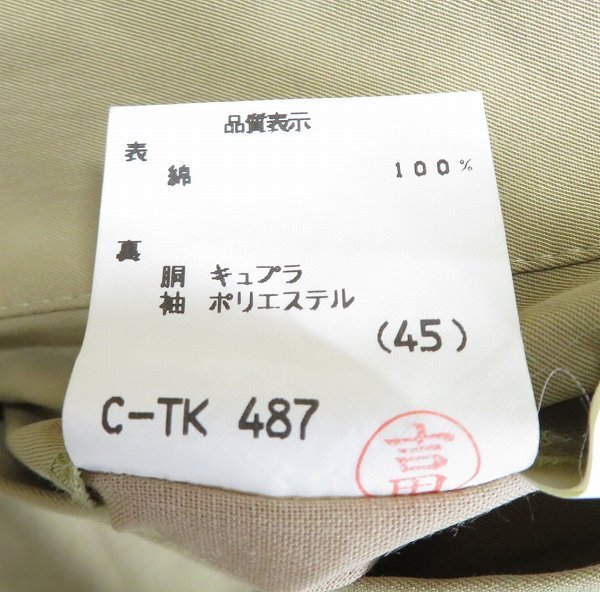 品質表示
表
綿 100%
裏
胴 キュプラ
袖 ポリエステル
(45)
C-TK 487